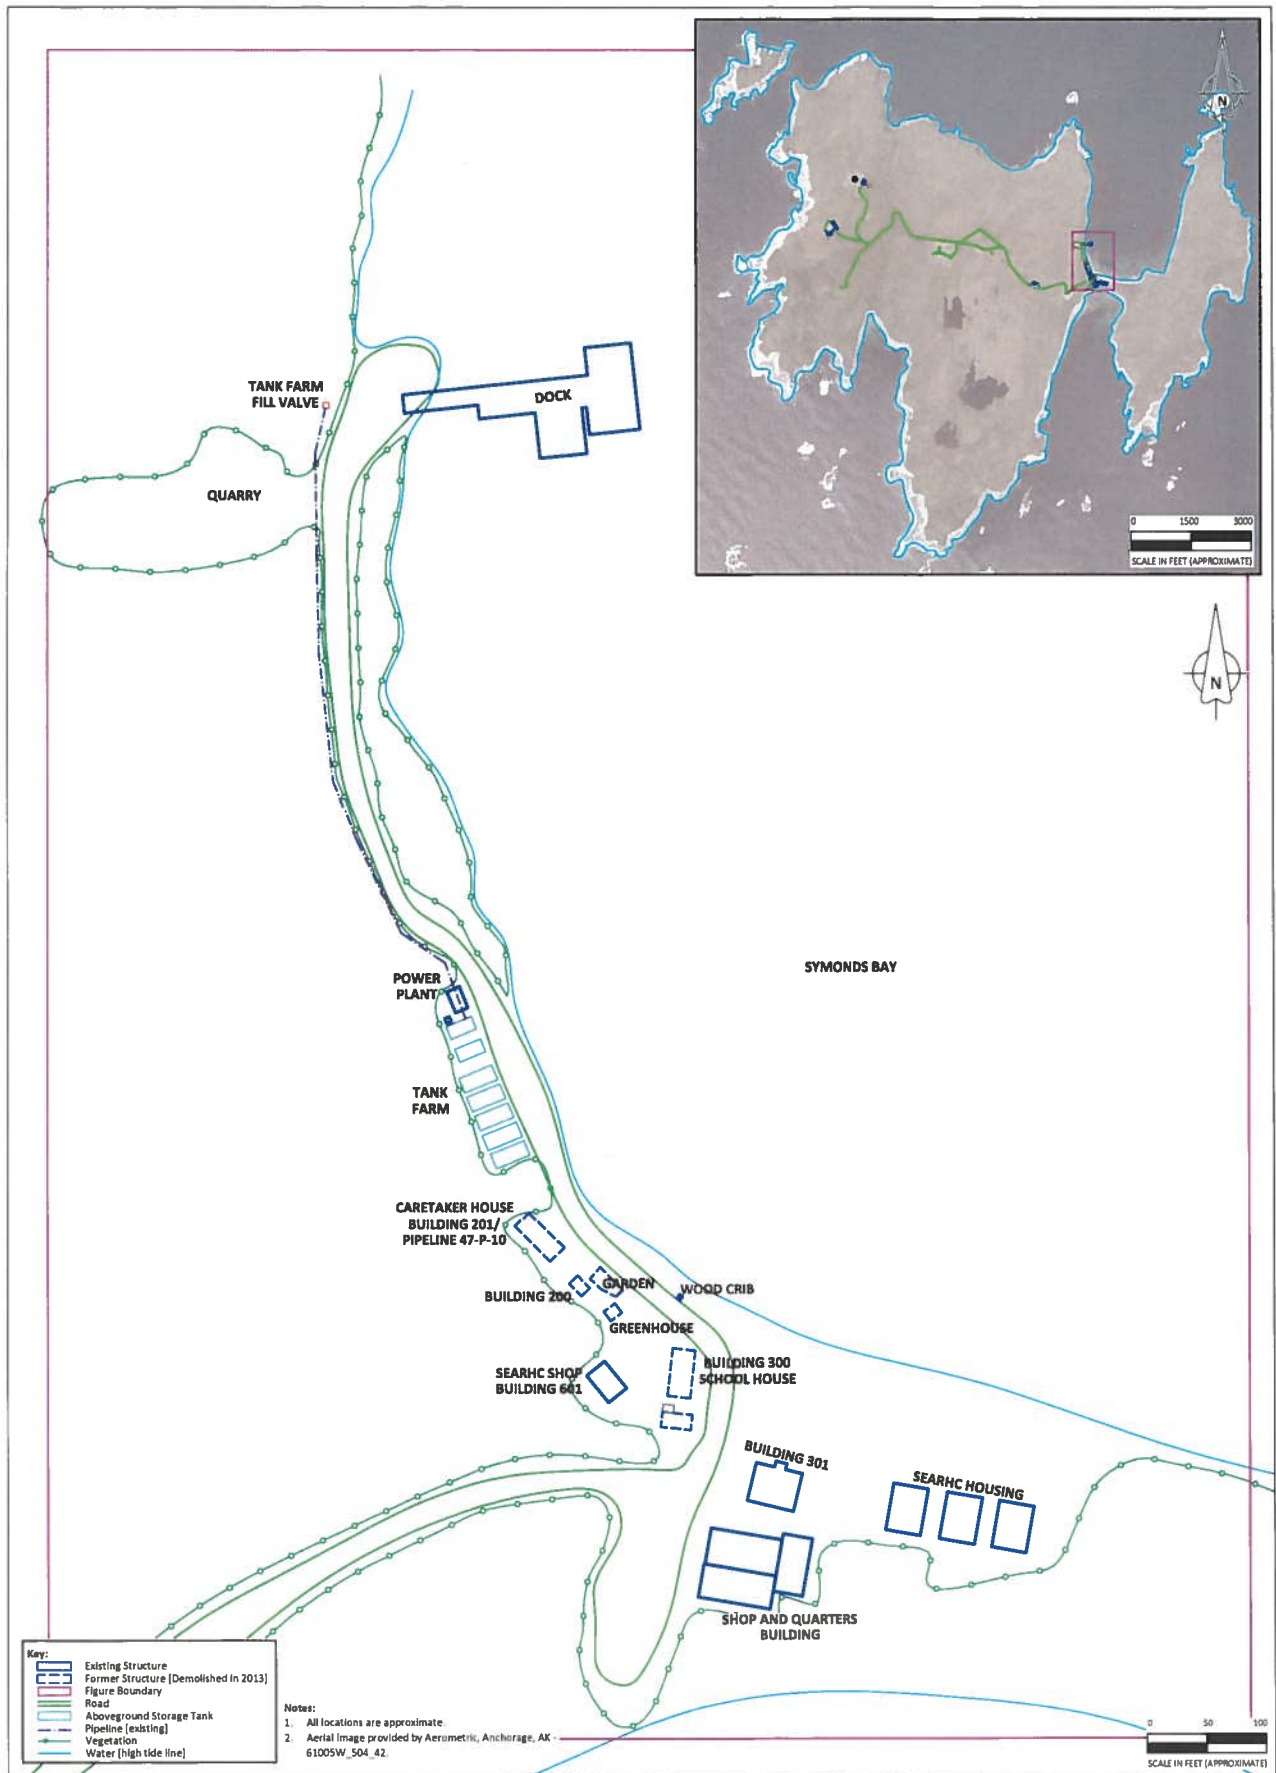 N
0 1500 3000
SCALE IN FEET (APPROXIMATE)
TANK FARM
FILL VALVE
DOCK
QUARRY
N
SYMONDS BAY
POWER
PLANT
TANK
FARM
CARETAKER HOUSE
BUILDING 201/
PIPELINE 47-P-10
GARDEN
WOOD CRIB
BUILDING 200
GREENHOUSE
BUILDING 300
SCHOOL HOUSE
SEARHC SHOP
BUILDING 601
BUILDING 301
SEARHC HOUSING
SHOP AND QUARTERS
BUILDING
Key:
Existing Structure
Former Structure [Demolished in 2013]
Figure Boundary
Road
Aboveground Storage Tank
Pipeline [existing]
Vegetation
Water [high tide line]
Notes:
1. All locations are approximate.
2. Aerial image provided by Aerometric, Anchorage, AK -
61005W_504_42.
0 50 100
SCALE IN FEET (APPROXIMATE)